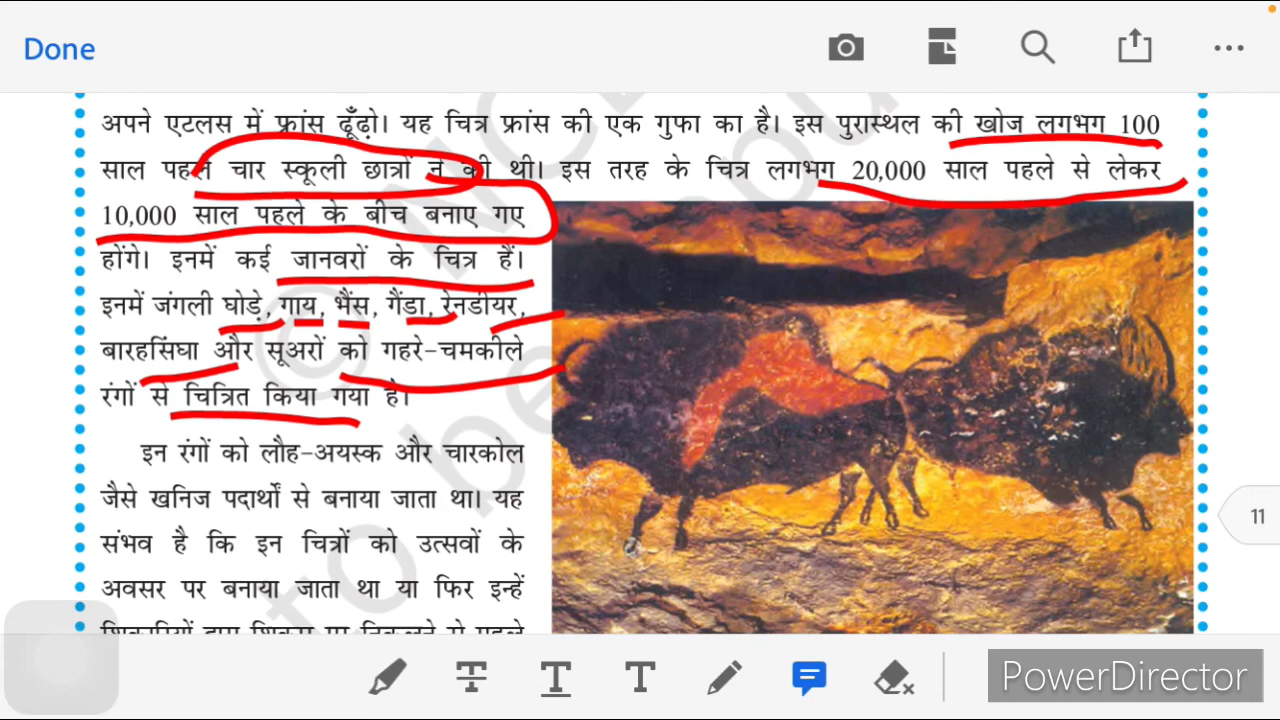 Done
अपने एटलस में फ्रांस ढूँढ़ो। यह चित्र फ्रांस की एक गुफा का है। इस पुरास्थल की खोज लगभग 100
साल पहले चार स्कूली छात्रों ने की थी। इस तरह के चित्र लगभग 20,000 साल पहले से लेकर
10,000 साल पहले के बीच बनाए गए
होंगे। इनमें कई जानवरों के चित्र हैं।
इनमें जंगली घोड़े, गाय, भैंस, गैंडा, रेनडीयर,
बारहसिंघा और सूअरों को गहरे-चमकीले
रंगों से चित्रित किया गया है।
इन रंगों को लौह-अयस्क और चारकोल
जैसे खनिज पदार्थों से बनाया जाता था। यह
संभव है कि इन चित्रों को उत्सवों के
अवसर पर बनाया जाता था या फिर इन्हें
11
PowerDirector